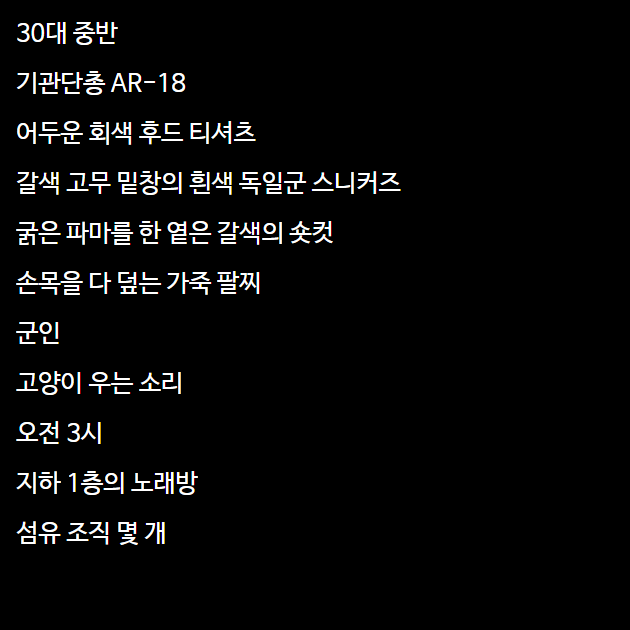 30대 중반
기관단총 AR-18
어두운 회색 후드 티셔츠
갈색 고무 밑창의 흰색 독일군 스니커즈
굵은 파마를 한 옅은 갈색의 숏컷
손목을 다 덮는 가죽 팔찌
군인
고양이 우는 소리
오전 3시
지하 1층의 노래방
섬유 조직 몇 개